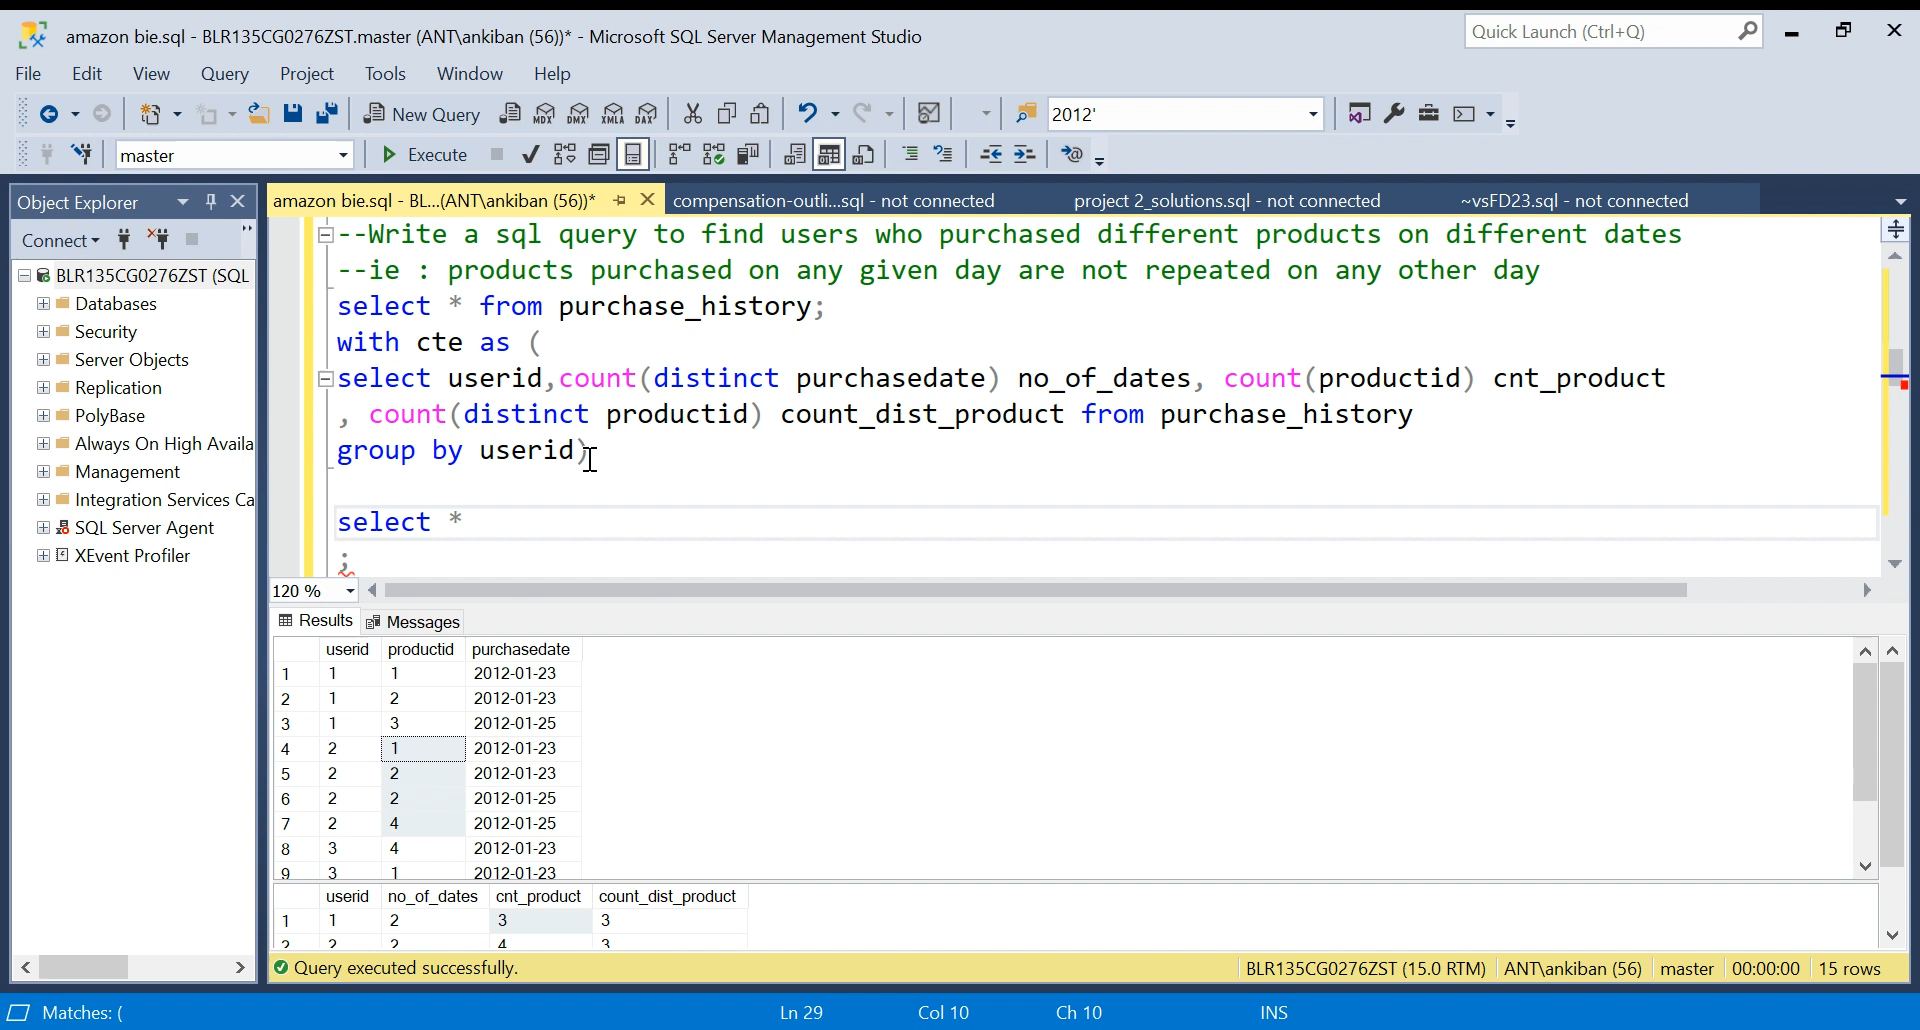 amazon bie.sql - BLR135CG0276ZST.master (ANT\ankiban (56))* - Microsoft SQL Server Management Studio
Quick Launch (Ctrl+Q)
File Edit View Query Project Tools Window Help
New Query MDX DMX XMLA DAX 2012'
master Execute
Object Explorer
amazon bie.sql - BL...(ANT\ankiban (56))* compensation-outli...sql - not connected project 2_solutions.sql - not connected ~vsFD23.sql - not connected
Connect
BLR135CG0276ZST (SQL
Databases
Security
Server Objects
Replication
PolyBase
Always On High Availa
Management
Integration Services Ca
SQL Server Agent
XEvent Profiler
--Write a sql query to find users who purchased different products on different dates
--ie : products purchased on any given day are not repeated on any other day
select * from purchase_history;
with cte as (
select userid,count(distinct purchasedate) no_of_dates, count(productid) cnt_product
, count(distinct productid) count_dist_product from purchase_history
group by userid)
select *
;
120 %
Results Messages
userid productid purchasedate
1 1 1 2012-01-23
2 1 2 2012-01-23
3 1 3 2012-01-25
4 2 1 2012-01-23
5 2 2 2012-01-23
6 2 2 2012-01-25
7 2 4 2012-01-25
8 3 4 2012-01-23
9 3 1 2012-01-23
userid no_of_dates cnt_product count_dist_product
1 1 2 3 3
2 2 2 4 3
Query executed successfully. BLR135CG0276ZST (15.0 RTM) ANT\ankiban (56) master 00:00:00 15 rows
Matches: ( Ln 29 Col 10 Ch 10 INS